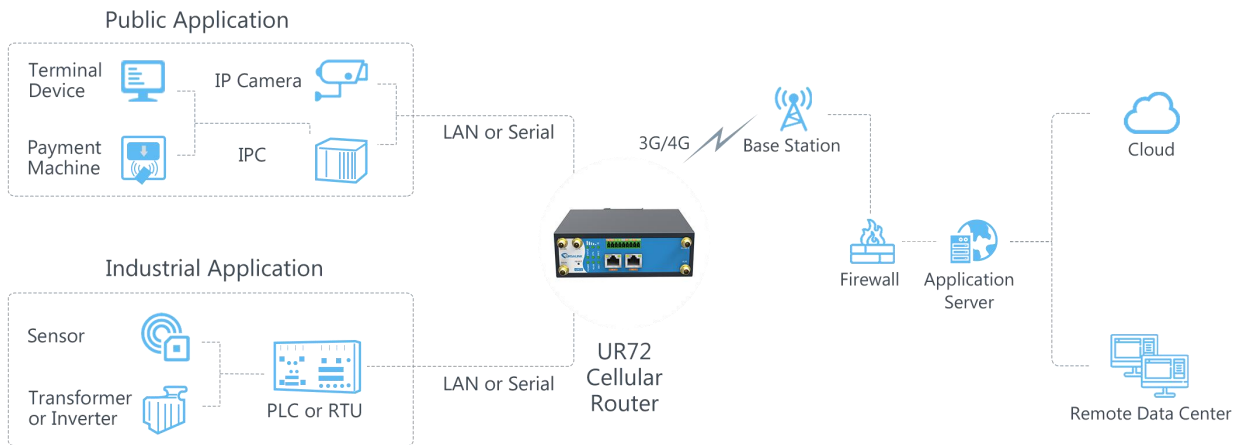 Public Application
Terminal
Device
IP Camera
Payment
Machine
IPC
LAN or Serial
3G/4G
Base Station
Cloud
Firewall
Application
Server
Industrial Application
Sensor
Transformer
or Inverter
PLC or RTU
LAN or Serial
UR72
Cellular
Router
Remote Data Center